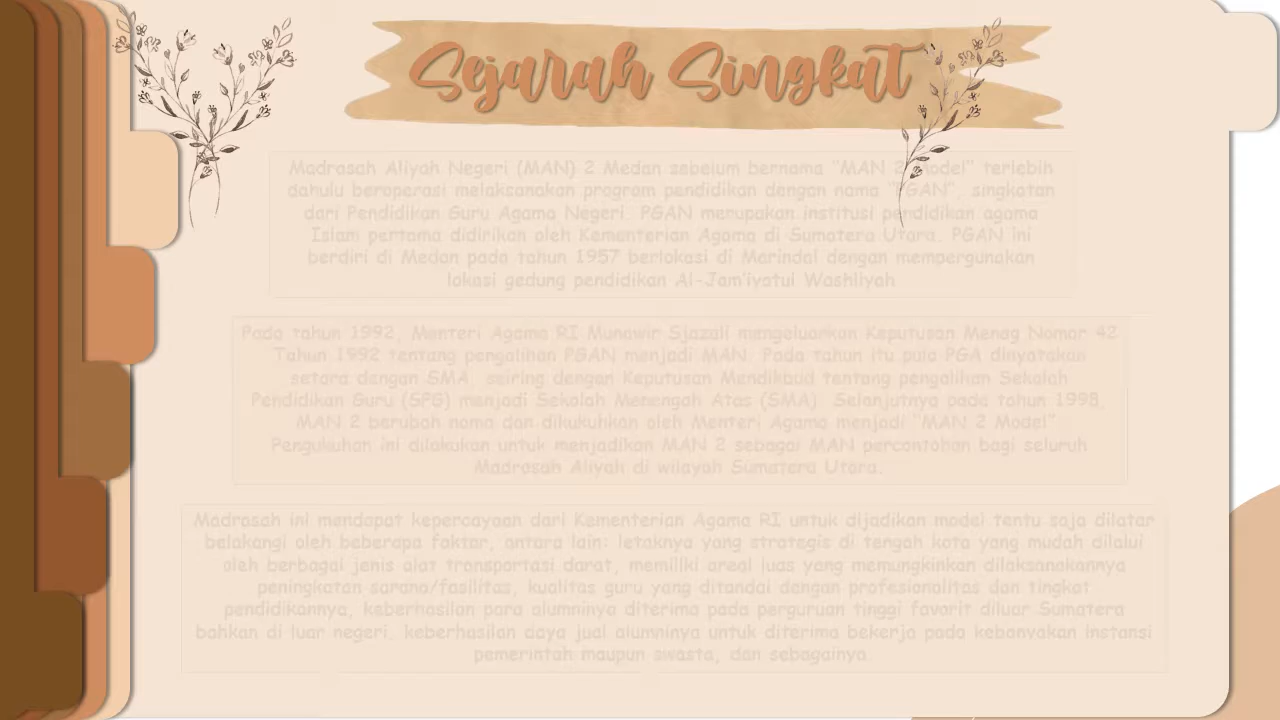 Sejarah Singkat
Madrasah Aliyah Negeri (MAN) 2 Medan sebelum bernama "MAN 2 Model" terlebih
dahulu beroperasi melaksanakan program pendidikan dengan nama "PGAN", singkatan
dari Pendidikan Guru Agama Negeri. PGAN merupakan institusi pendidikan agama
Islam pertama didirikan oleh Kementerian Agama di Sumatera Utara. PGAN ini
berdiri di Medan pada tahun 1957 berlokasi di Marindal dengan mempergunakan
lokasi gedung pendidikan Al-Jam'iyatul Washliyah
Pada tahun 1992, Menteri Agama RI Munawir Sjazali mengeluarkan Keputusan Menag Nomor 42
Tahun 1992 tentang pengalihan PGAN menjadi MAN. Pada tahun itu pula PGA dinyatakan
setara dengan SMA, seiring dengan Keputusan Mendikbud tentang pengalihan Sekolah
Pendidikan Guru (SPG) menjadi Sekolah Menengah Atas (SMA). Selanjutnya pada tahun 1998,
MAN 2 berubah nama dan dikukuhkan oleh Menteri Agama menjadi "MAN 2 Model".
Pengukuhan ini dilakukan untuk menjadikan MAN 2 sebagai MAN percontohan bagi seluruh
Madrasah Aliyah di wilayah Sumatera Utara.
Madrasah ini mendapat kepercayaan dari Kementerian Agama RI untuk dijadikan model tentu saja dilatar
belakangi oleh beberapa faktor, antara lain: letaknya yang strategis di tengah kota yang mudah dilalui
oleh berbagai jenis alat transportasi darat, memiliki areal luas yang memungkinkan dilaksanakannya
peningkatan sarana/fasilitas, kualitas guru yang ditandai dengan profesionalitas dan tingkat
pendidikannya, keberhasilan para alumninya diterima pada perguruan tinggi favorit diluar Sumatera
bahkan di luar negeri, keberhasilan daya jual alumninya untuk diterima bekerja pada kebanyakan instansi
pemerintah maupun swasta, dan sebagainya